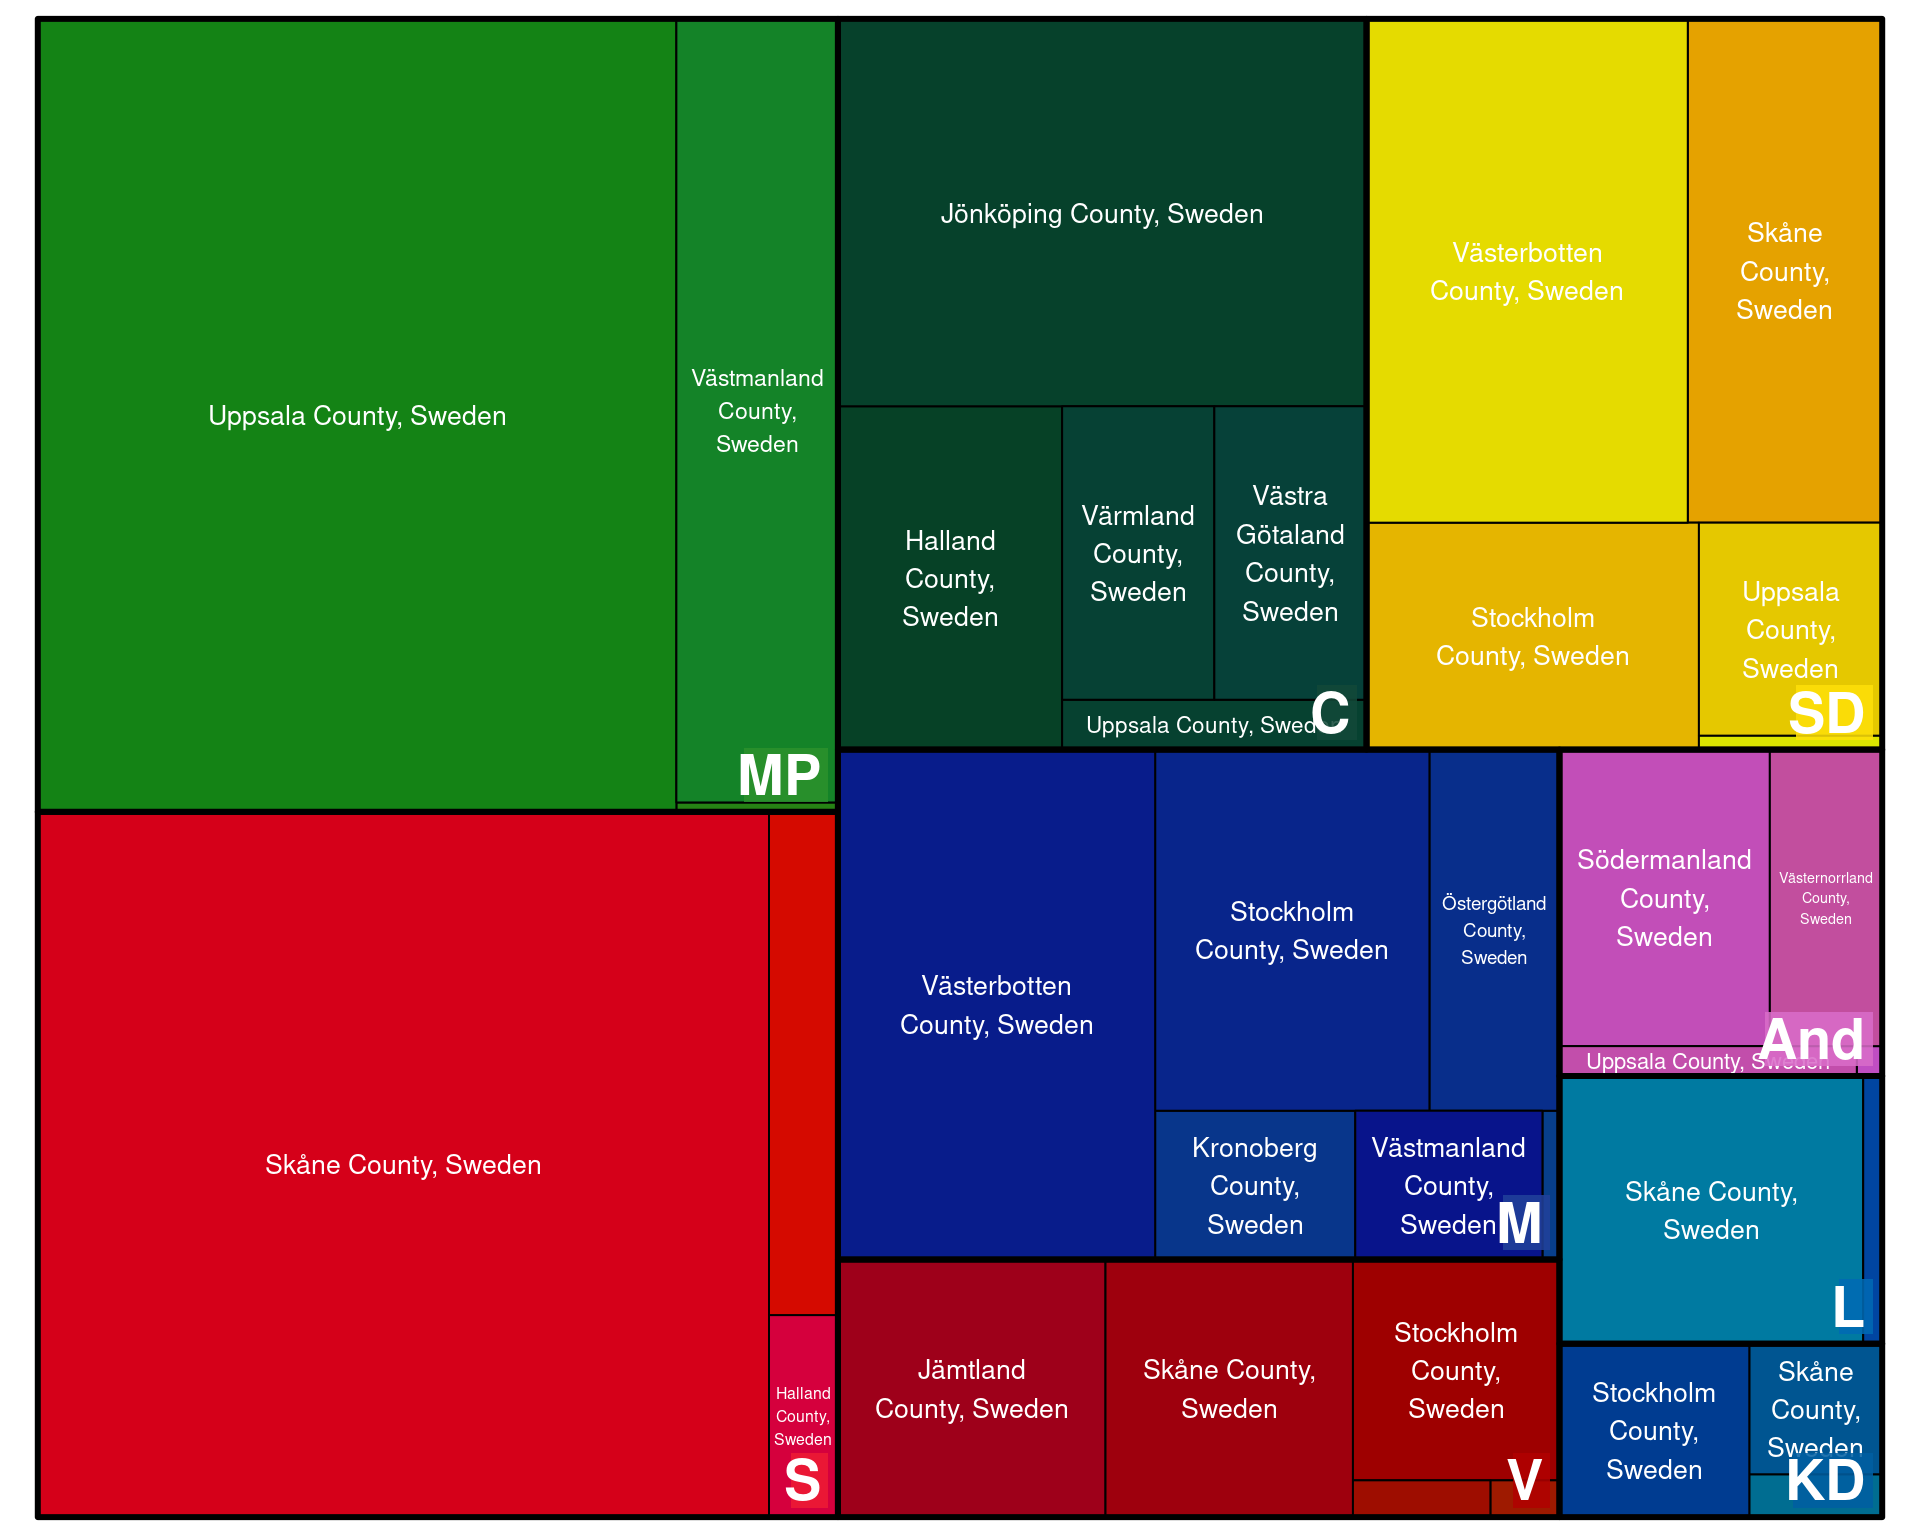 Uppsala County, Sweden
Västmanland
County,
Sweden
MP
Skåne County, Sweden
Halland
County,
Sweden
S
Jönköping County, Sweden
Halland
County,
Sweden
Värmland
County,
Sweden
Västra
Götaland
County,
Sweden
Uppsala County, Sweden
C
Västerbotten
County, Sweden
Skåne
County,
Sweden
Stockholm
County, Sweden
Uppsala
County,
Sweden
SD
Västerbotten
County, Sweden
Stockholm
County, Sweden
Östergötland
County,
Sweden
Kronoberg
County,
Sweden
Västmanland
County,
Sweden
M
Södermanland
County,
Sweden
Västernorrland
County,
Sweden
Uppsala County, Sweden
And
Skåne County,
Sweden
L
Jämtland
County, Sweden
Skåne County,
Sweden
Stockholm
County,
Sweden
V
Stockholm
County,
Sweden
Skåne
County,
Sweden
KD